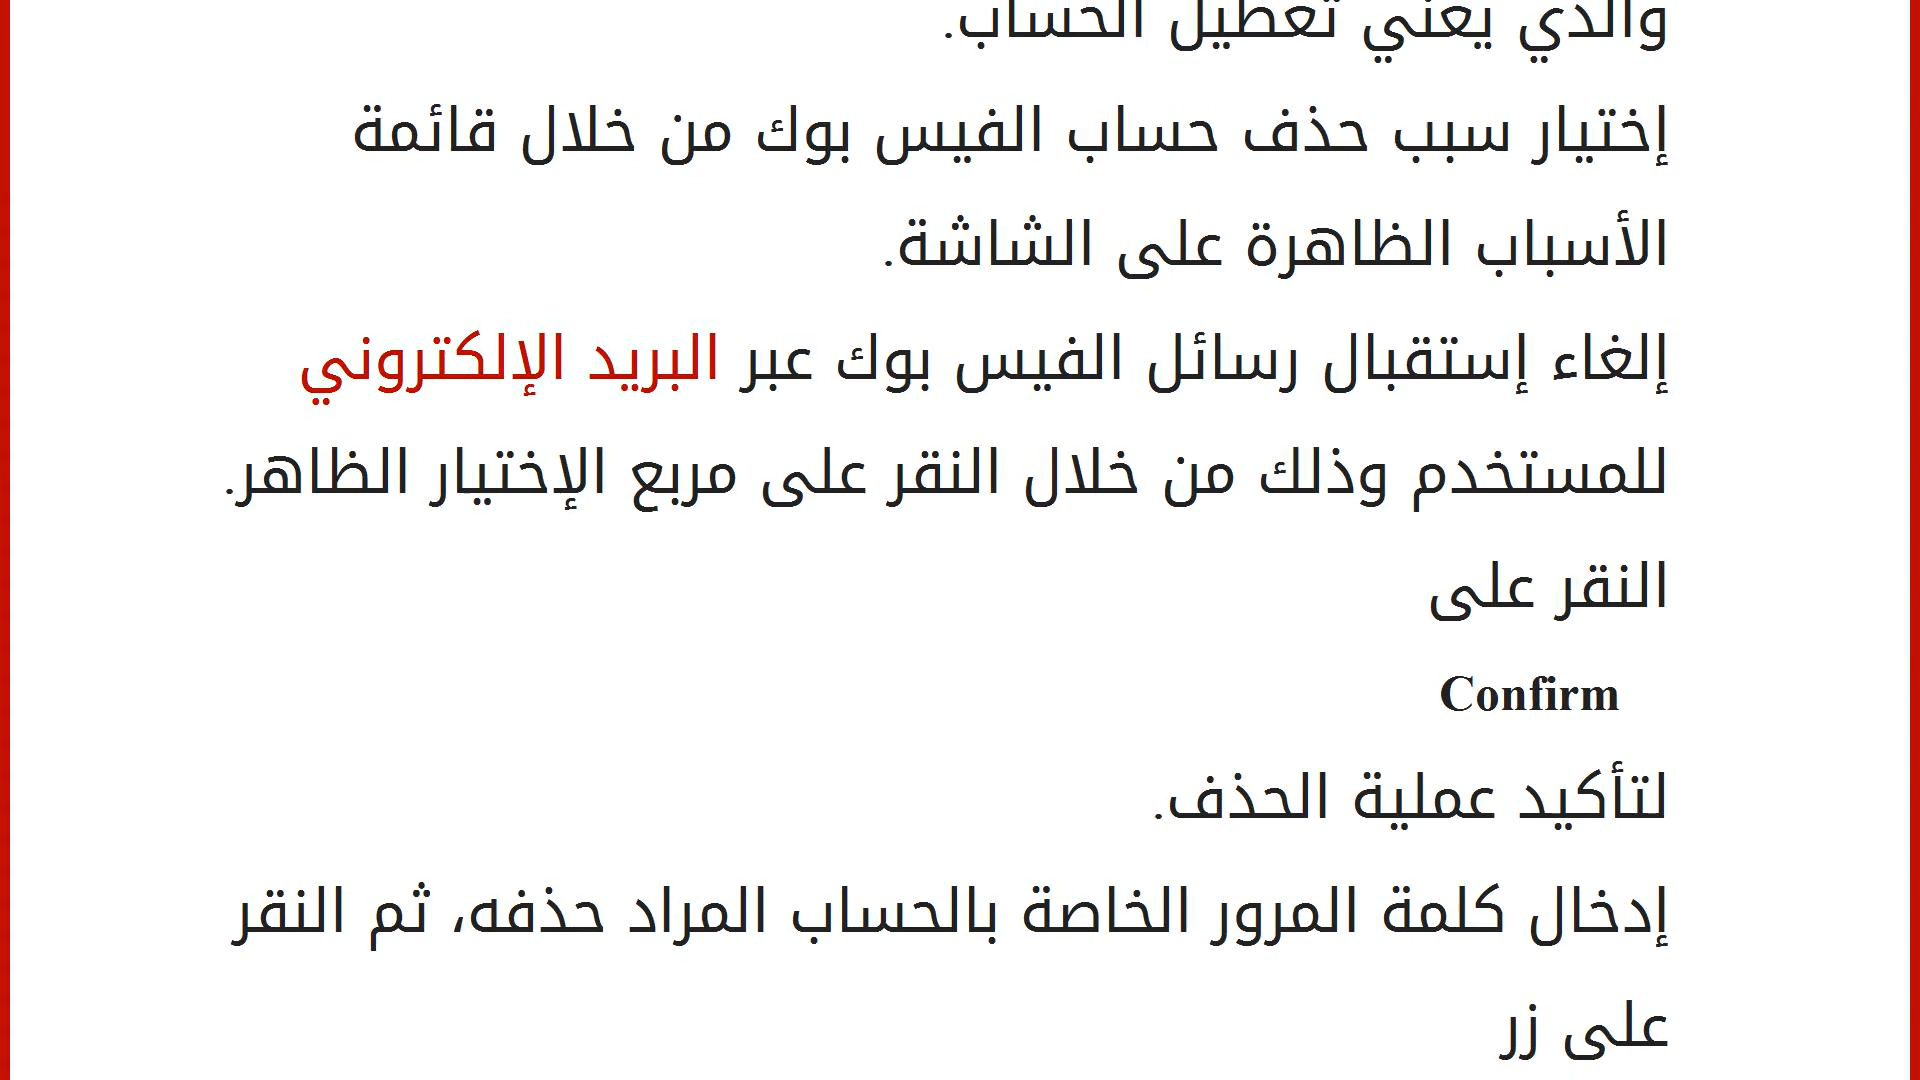 والذي يعني تعطيل الحساب.
إختيار سبب حذف حساب الفيس بوك من خلال قائمة
الأسباب الظاهرة على الشاشة.
إلغاء إستقبال رسائل الفيس بوك عبر البريد الإلكتروني
للمستخدم وذلك من خلال النقر على مربع الإختيار الظاهر.
النقر على
Confirm
لتأكيد عملية الحذف.
إدخال كلمة المرور الخاصة بالحساب المراد حذفه، ثم النقر
على زر